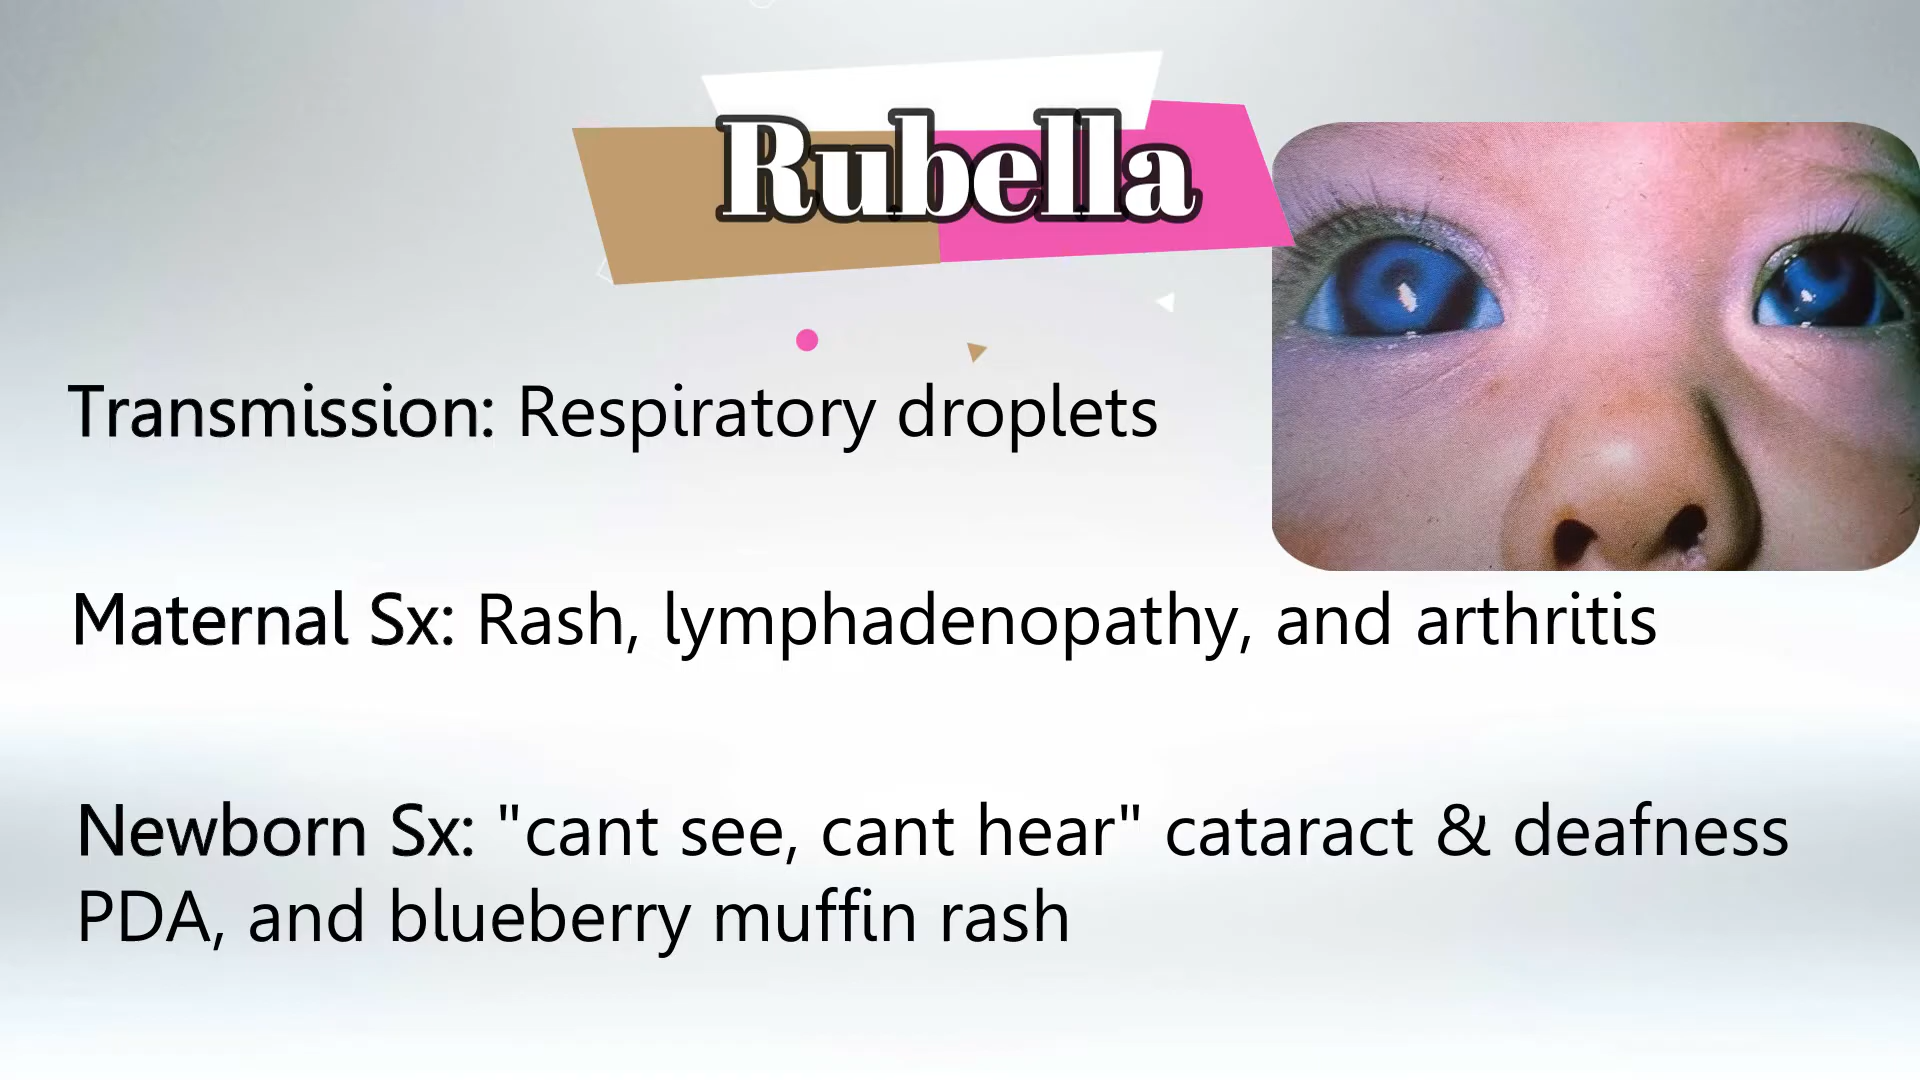 Rubella
Transmission: Respiratory droplets
Maternal Sx: Rash, lymphadenopathy, and arthritis
Newborn Sx: "cant see, cant hear" cataract & deafness
PDA, and blueberry muffin rash